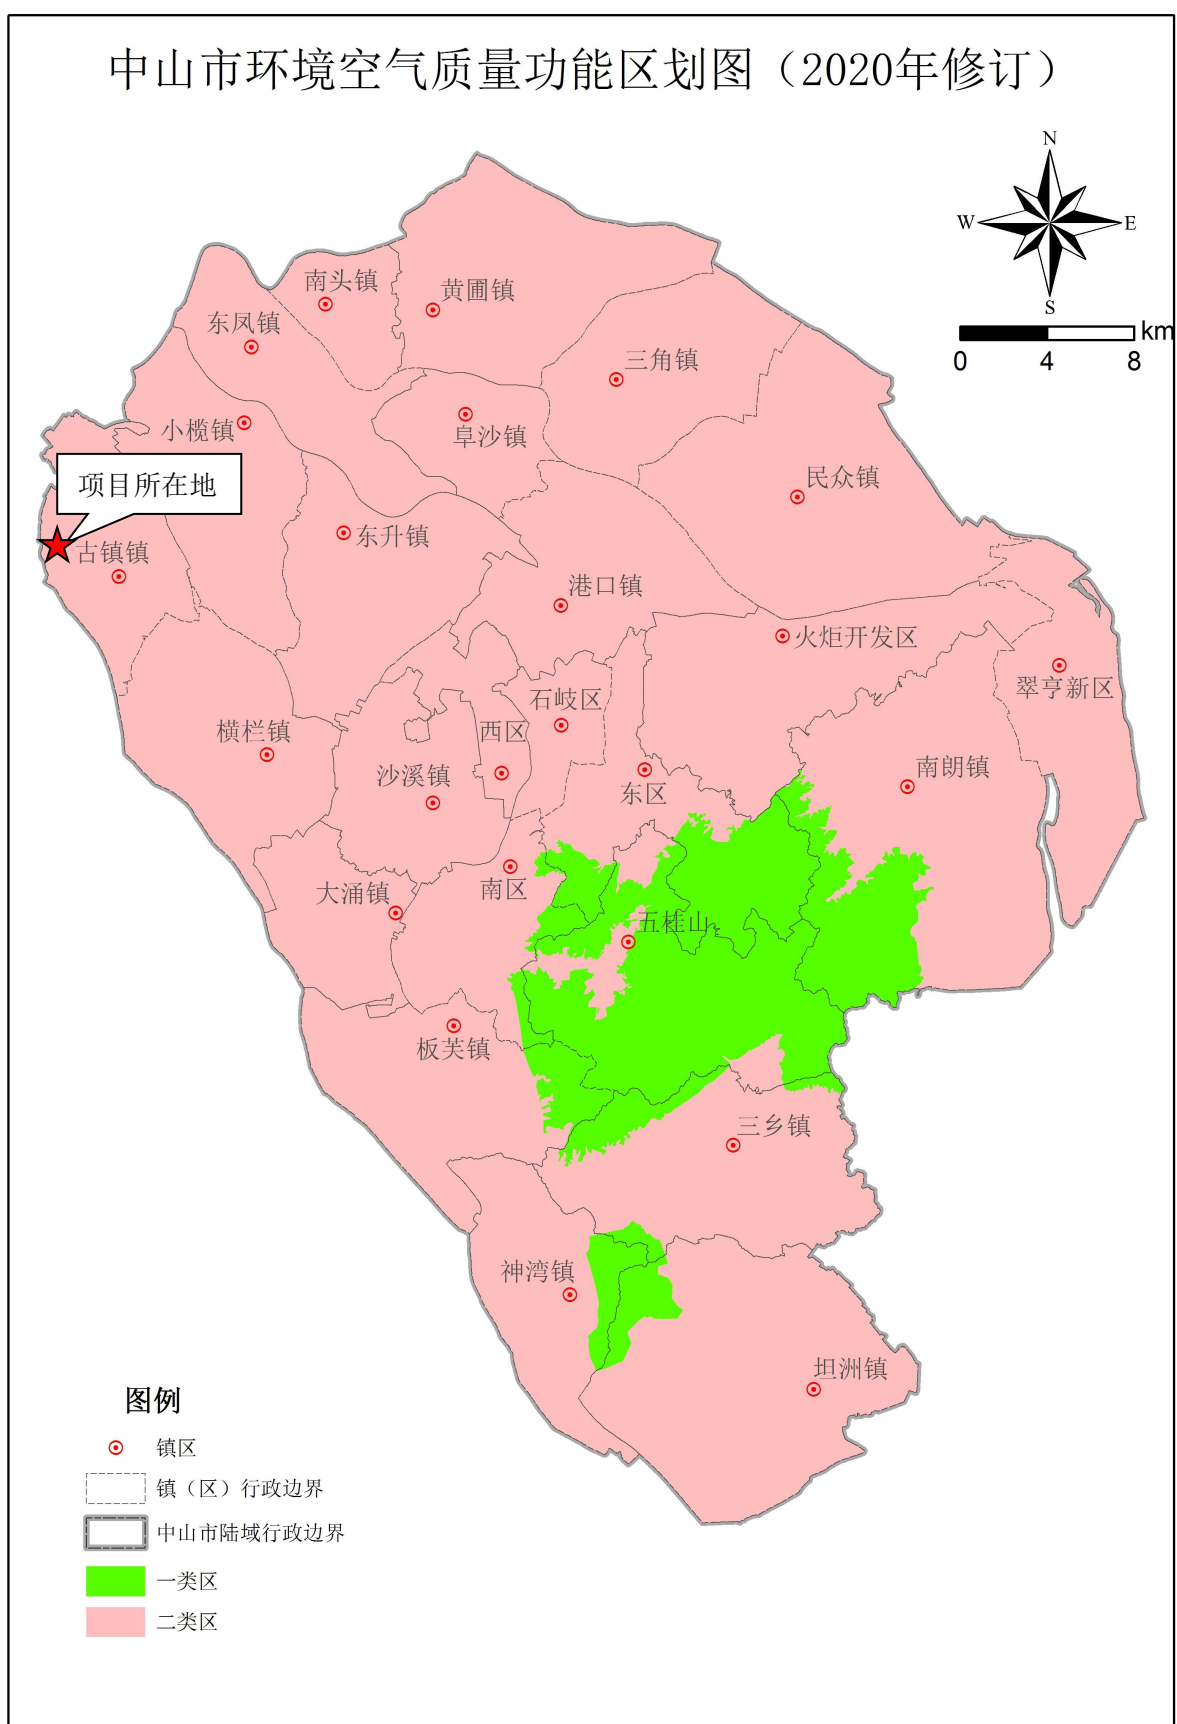 中山市环境空气质量功能区划图（2020年修订）
N
W
E
S
km
0
4
8
南头镇
黄圃镇
东凤镇
三角镇
小榄镇
阜沙镇
民众镇
项目所在地
古镇镇
东升镇
港口镇
火炬开发区
翠亨新区
石岐区
西区
横栏镇
沙溪镇
东区
南朗镇
南区
大涌镇
五桂山
板芙镇
三乡镇
神湾镇
坦洲镇
图例
镇区
镇（区）行政边界
中山市陆域行政边界
一类区
二类区